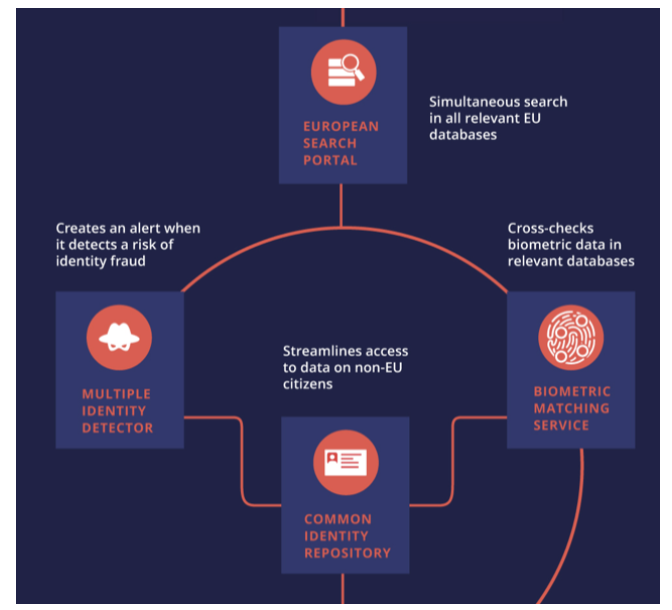 EUROPEAN
SEARCH
PORTAL
Simultaneous search
in all relevant EU
databases
Creates an alert when
it detects a risk of
identity fraud
MULTIPLE
IDENTITY
DETECTOR
Cross-checks
biometric data in
relevant databases
BIOMETRIC
MATCHING
SERVICE
Streamlines access
to data on non-EU
citizens
COMMON
IDENTITY
REPOSITORY